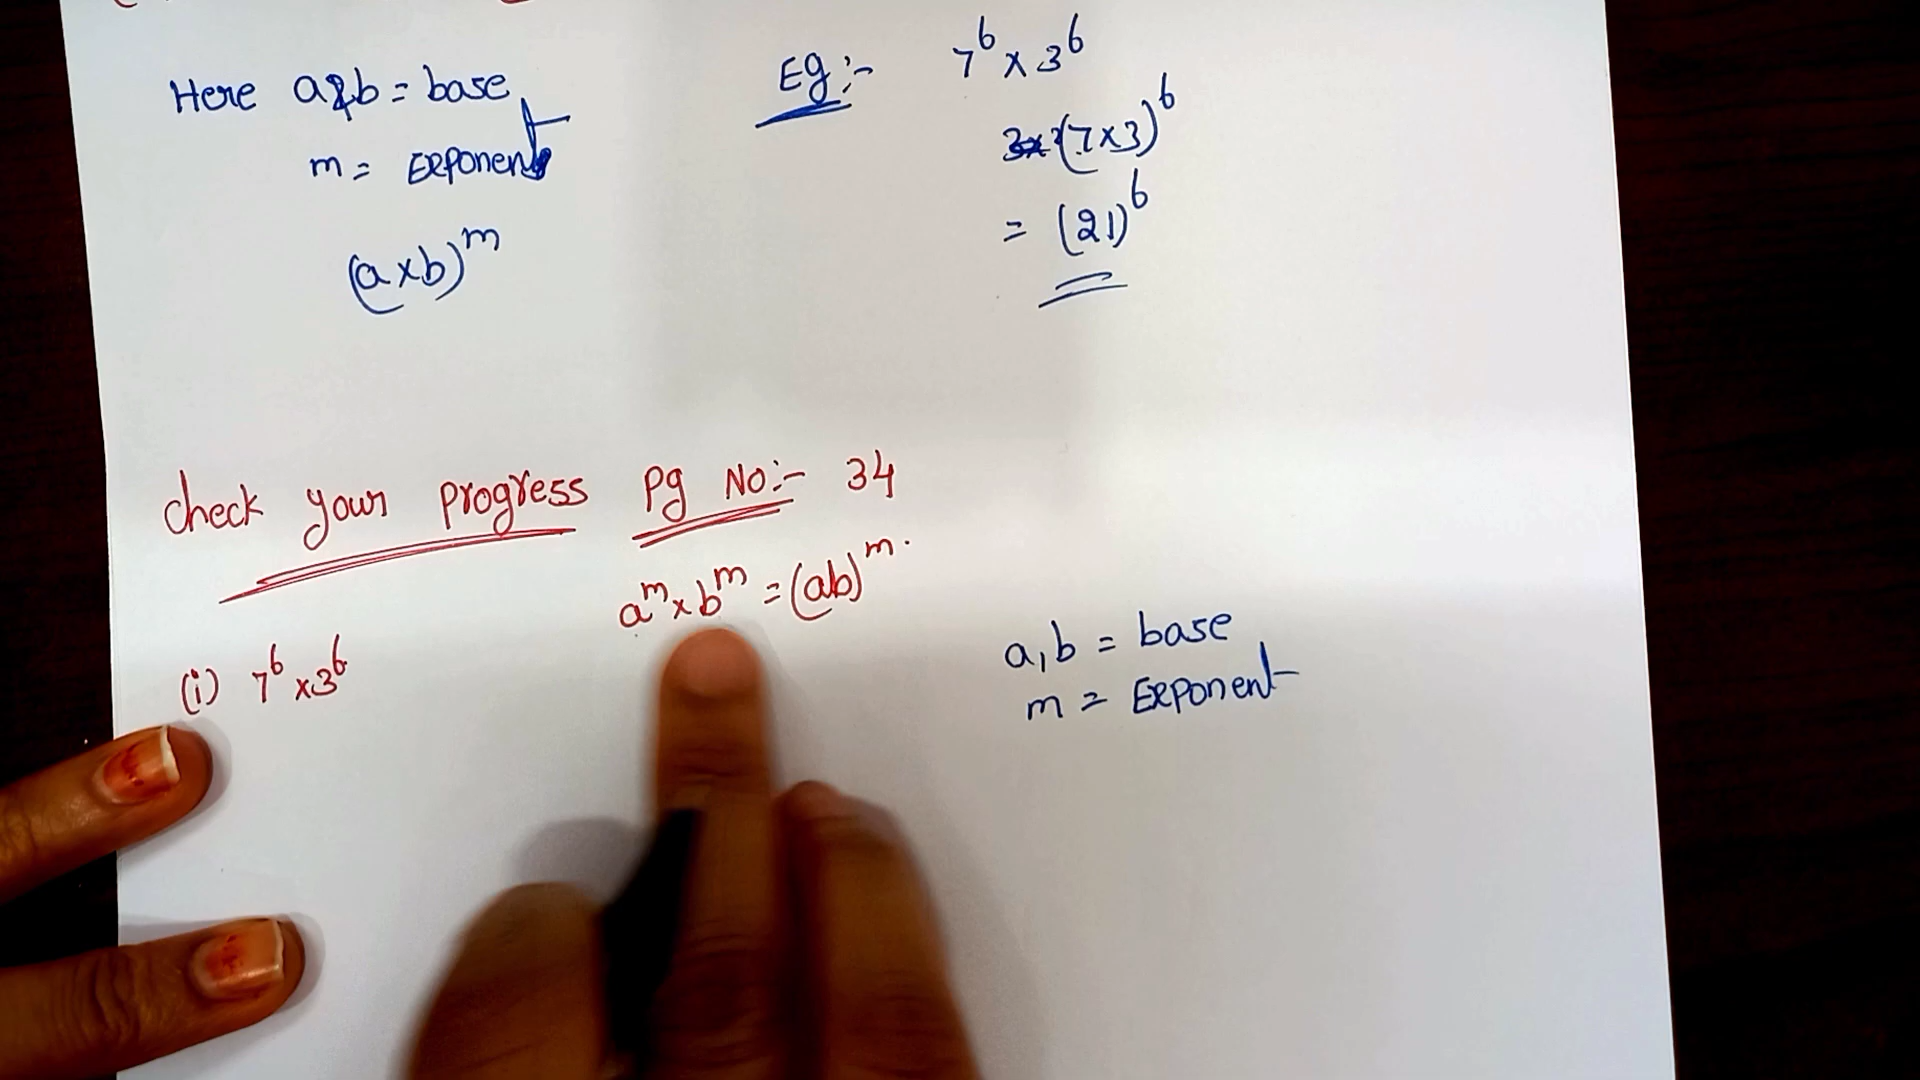 Here a&b = base
m = Exponent
(a×b)^m
Eg:- 7^6 × 3^6
(7×3)^6
= (21)^6
check your progress Pg No:- 34
a^m × b^m = (ab)^m.
(i) 7^6 × 3^6
a,b = base
m = Exponent